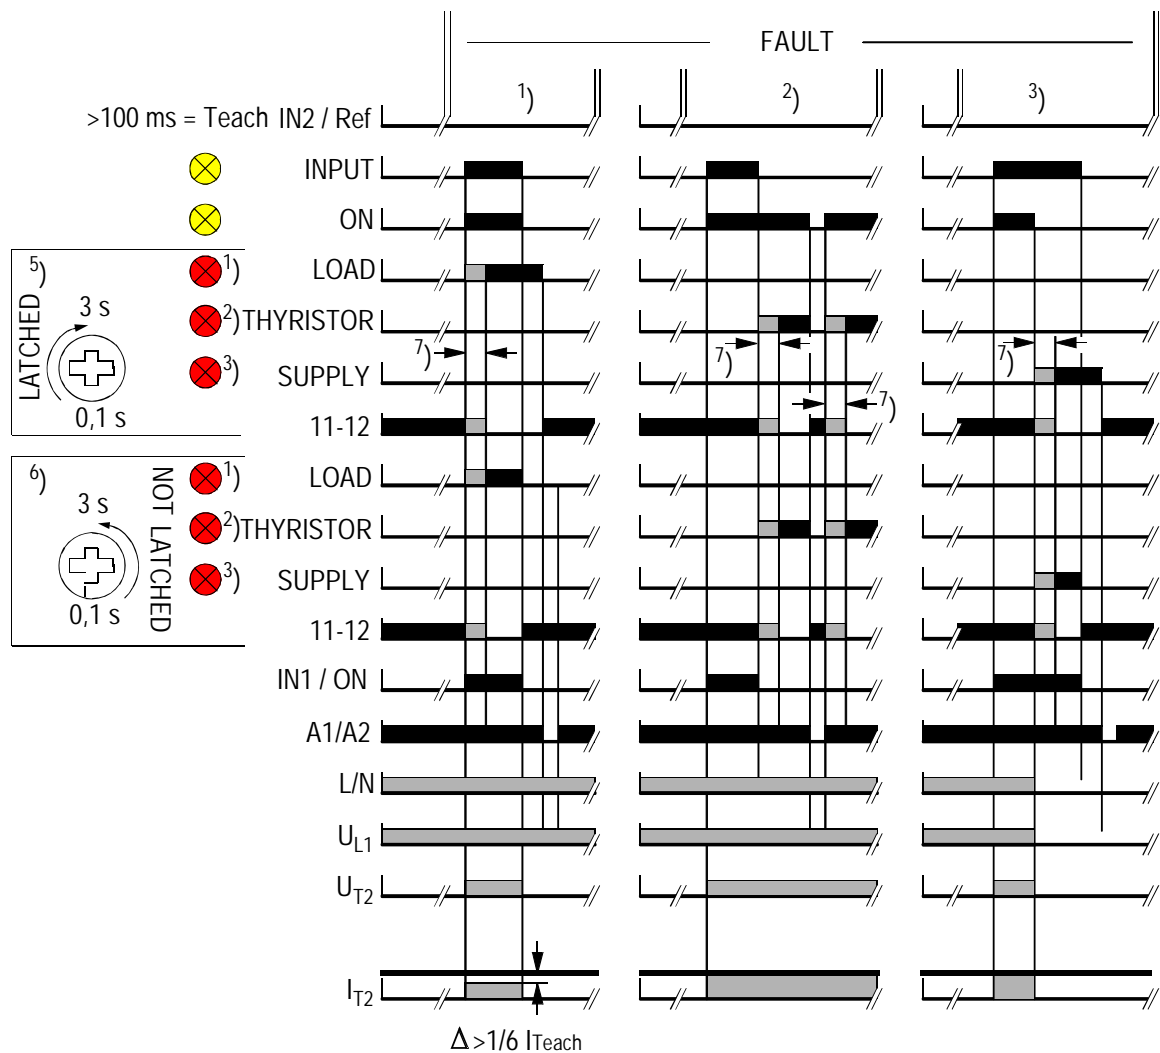 FAULT
1) 2) 3)
>100 ms = Teach IN2 / Ref
INPUT
ON
5) LATCHED 3 s 0,1 s
1) LOAD
2) THYRISTOR
3) SUPPLY
7) 7) 7)
7)
11-12
6) NOT LATCHED 3 s 0,1 s
1) LOAD
2) THYRISTOR
3) SUPPLY
11-12
IN1 / ON
A1/A2
L/N
UL1
UT2
IT2
Δ >1/6 ITeach